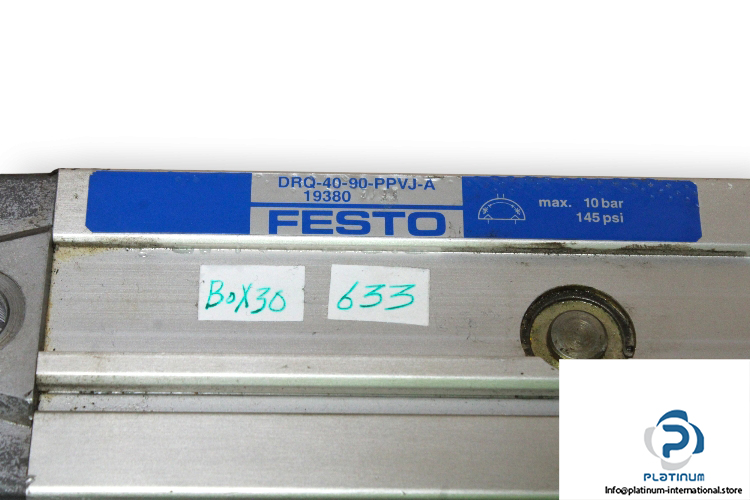 DRQ-40-90-PPVJ-A
19380
FESTO
max. 10 bar
145 psi
BOX30
633
PLATINUM
Info@platinum-international.store